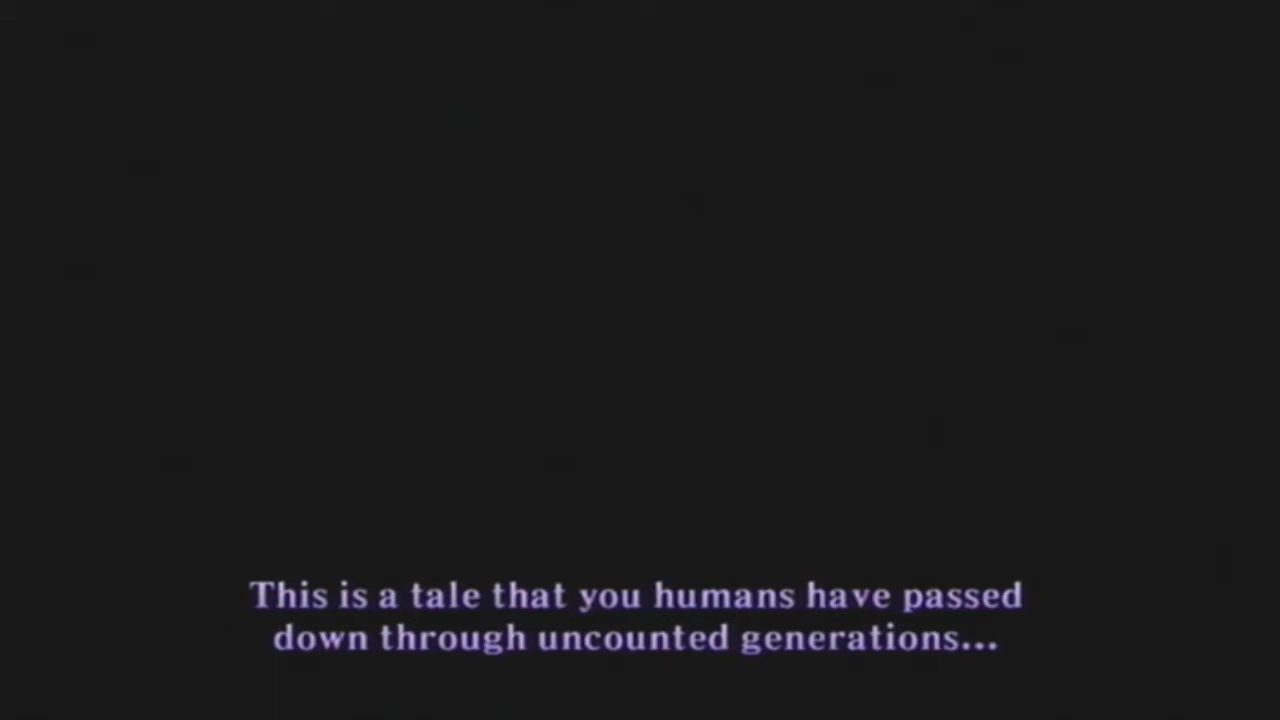 This is a tale that you humans have passed
down through uncounted generations...